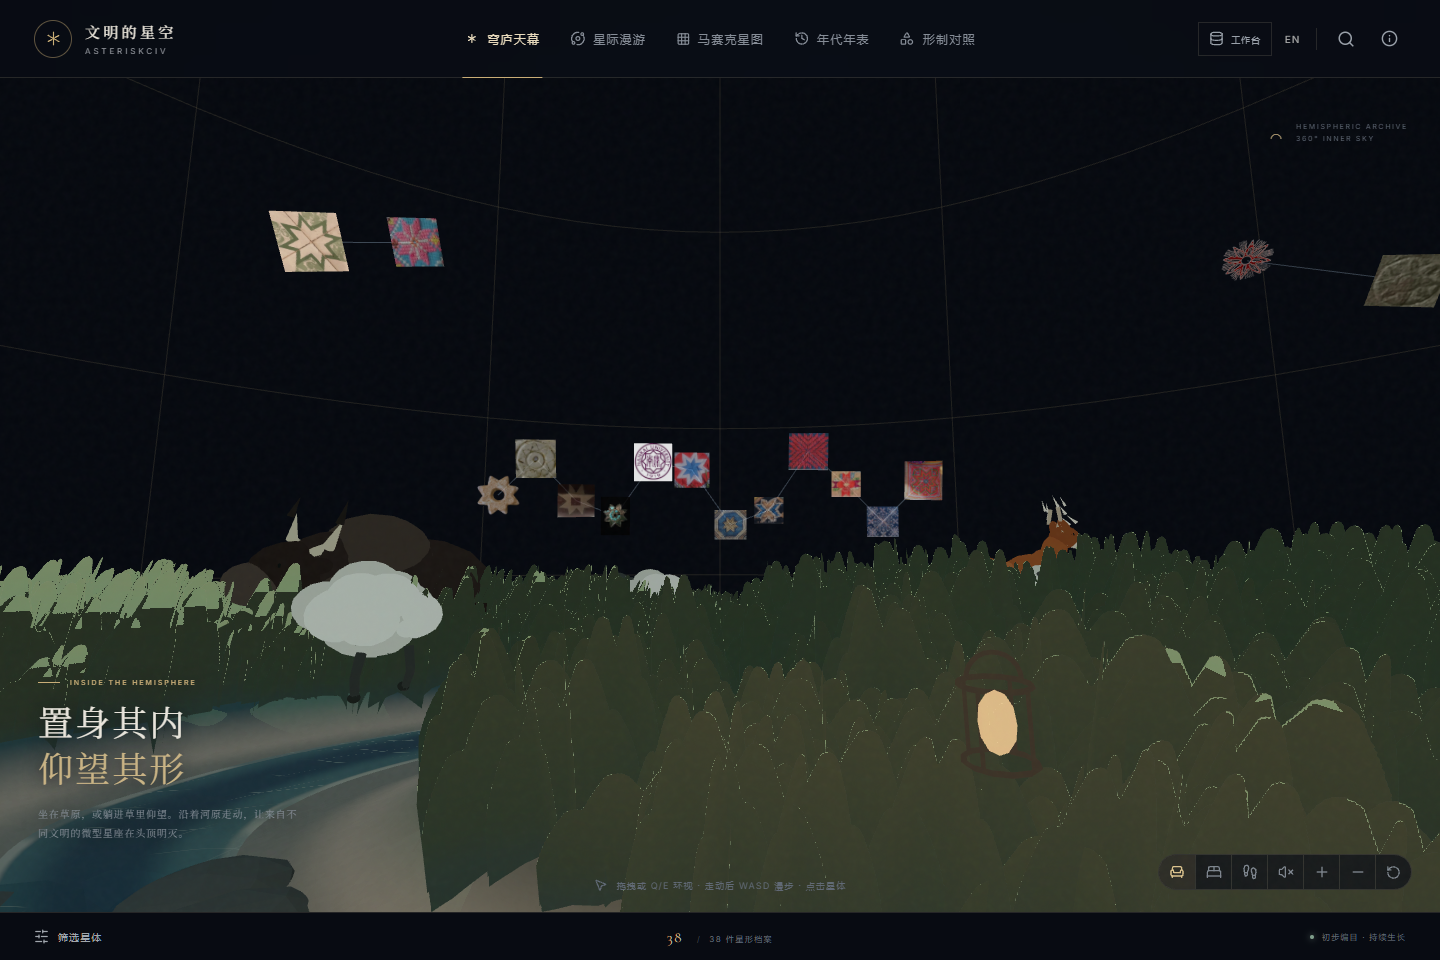 文明的星空
ASTERISKCIV
穹庐天幕
星际漫游
马赛克星图
年代年表
形制对照
工作台
EN
HEMISPHERIC ARCHIVE
360° INNER SKY
INSIDE THE HEMISPHERE
置身其内
仰望其形
坐在草原，或躺进草里仰望。沿着河原走动，让来自不
同文明的微型星座在头顶明灭。
拖拽或 Q/E 环视 · 走动后 WASD 漫步 · 点击星体
筛选星体
38 / 38 件星形档案
初步编目 · 持续生长